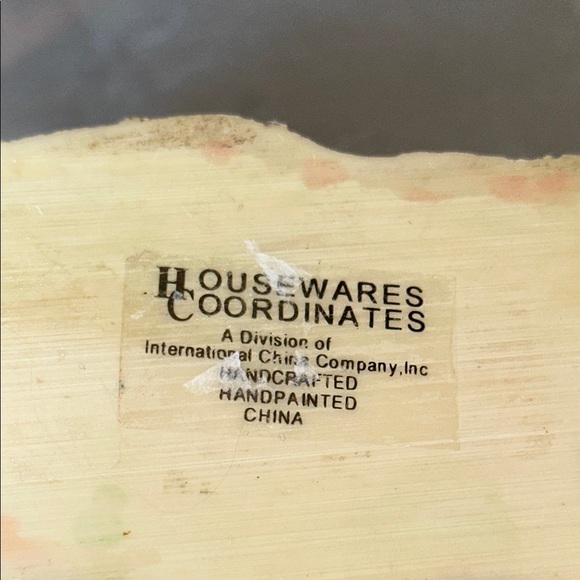 HOUSEWARES
COORDINATES
A Division of
International China Company,Inc
HANDCRAFTED
HANDPAINTED
CHINA